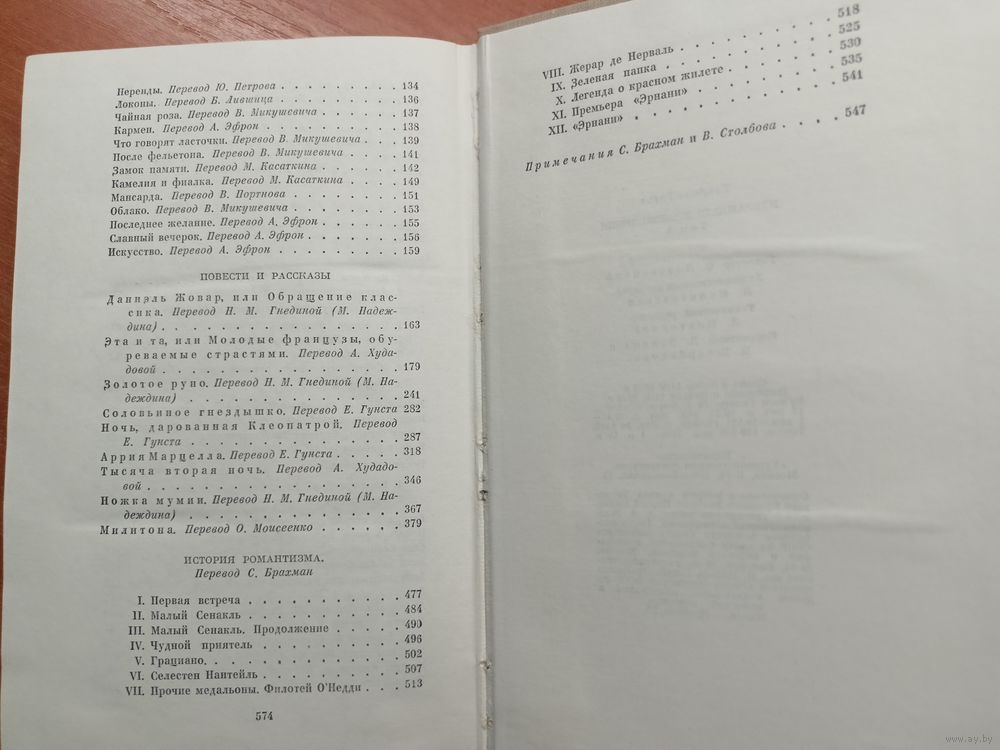 Неренды. Перевод Ю. Петрова . . . . . . . . . 134
Локоны. Перевод Б. Лившица . . . . . . . . . 136
Чайная роза. Перевод В. Микушевича . . . . . . 137
Кармен. Перевод А. Эфрон . . . . . . . . . . 138
Что говорят ласточки. Перевод В. Микушевича . . . 139
После фельетона. Перевод В. Микушевича . . . . . 141
Замок памяти. Перевод М. Касаткина . . . . . . 142
Камелия и фиалка. Перевод М. Касаткина . . . . . 149
Мансарда. Перевод В. Портнова . . . . . . . . 151
Облако. Перевод В. Микушевича . . . . . . . . 153
Последнее желание. Перевод А. Эфрон . . . . . . 155
Славный вечерок. Перевод А. Эфрон . . . . . . . 156
Искусство. Перевод А. Эфрон . . . . . . . . . 159
ПОВЕСТИ И РАССКАЗЫ
Даниэль Жовар, или Обращение клас-
сика. Перевод Н. М. Гнединой (М. Надеж-
дина) . . . . . . . . . . . . . . . . 163
Эта и та, или Молодые французы, обу-
реваемые страстями. Перевод А. Худа-
довой . . . . . . . . . . . . . . . . 179
Золотое руно. Перевод Н. М. Гнединой (М. На-
деждина) . . . . . . . . . . . . . . . 241
Соловьиное гнездышко. Перевод Е. Гунста 282
Ночь, дарованная Клеопатрой. Перевод
Е. Гунста . . . . . . . . . . . . . . 287
Аррия Марцелла. Перевод Е. Гунста . . . . . 318
Тысяча вторая ночь. Перевод А. Худадо-
вой . . . . . . . . . . . . . . . . . 346
Ножка мумии. Перевод Н. М. Гнединой (М. На-
деждина) . . . . . . . . . . . . . . . 367
Милитона. Перевод О. Моисеенко . . . . . . 379
ИСТОРИЯ РОМАНТИЗМА.
Перевод С. Брахман
I. Первая встреча . . . . . . . . . . . 477
II. Малый Сенакль . . . . . . . . . . . 484
III. Малый Сенакль. Продолжение . . . . . 490
IV. Чудной приятель . . . . . . . . . . 496
V. Грациано. . . . . . . . . . . . . . 502
VI. Селестен Нантейль . . . . . . . . . . 507
VII. Прочие медальоны. Филотей О'Недди . . . 513
574
VIII. Жерар де Нерваль . . . . . . . . . 518
IX. Зеленая папка . . . . . . . . . . 525
X. Легенда о красном жилете . . . . . . 530
XI. Премьера «Эрнани» . . . . . . . . 535
XII. «Эрнани» . . . . . . . . . . . . 541
Примечания С. Брахман и В. Столбова . . . . 547
www.ay.by